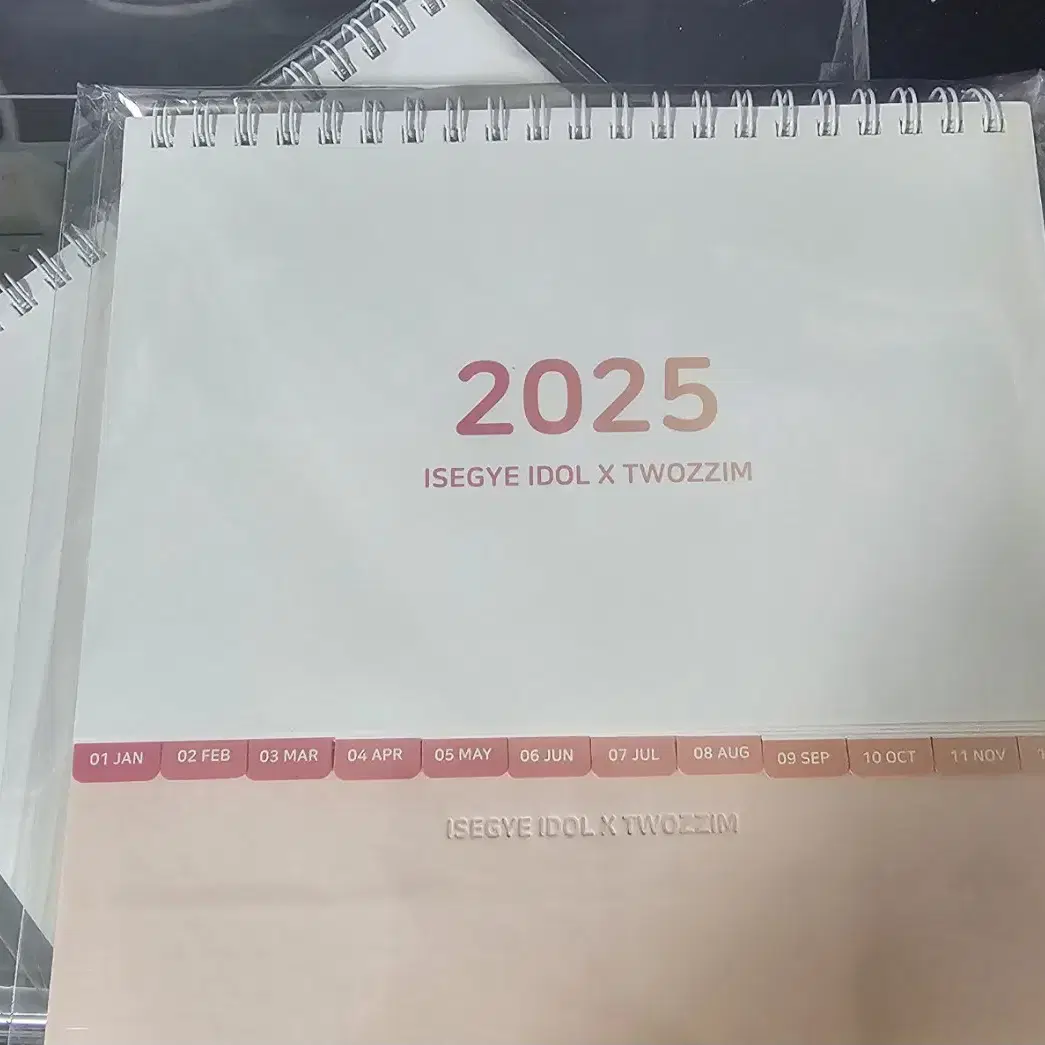 2025
ISEGYE IDOL X TWOZZIM
01 JAN 02 FEB 03 MAR 04 APR 05 MAY 06 JUN 07 JUL 08 AUG 09 SEP 10 OCT 11 NOV
ISEGYE IDOL X TWOZZIM